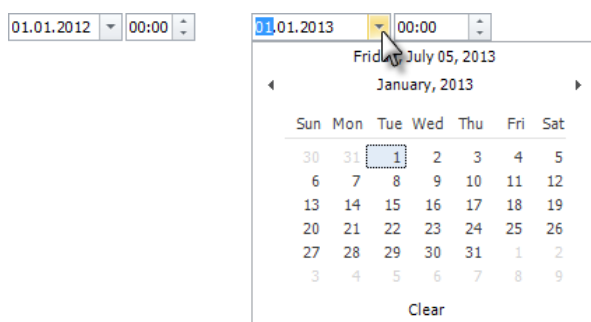 01.01.2012 00:00 01.01.2013 00:00
Friday, July 05, 2013
January, 2013
Sun Mon Tue Wed Thu Fri Sat
30 31 1 2 3 4 5
6 7 8 9 10 11 12
13 14 15 16 17 18 19
20 21 22 23 24 25 26
27 28 29 30 31 1 2
3 4 5 6 7 8 9
Clear